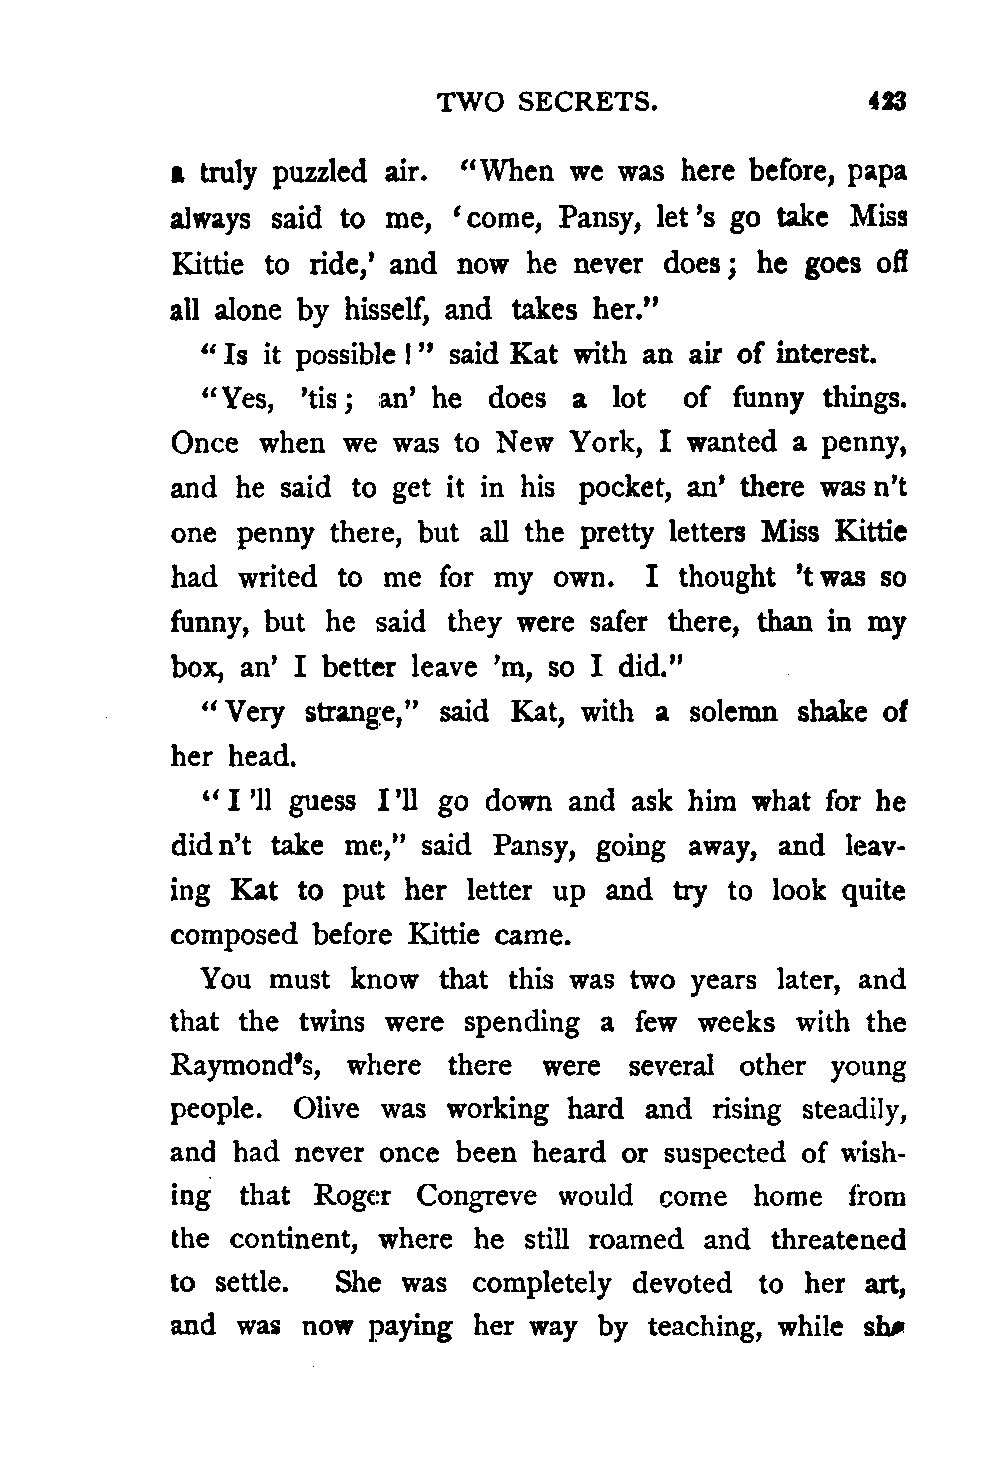 TWO SECRETS. 423
a truly puzzled air. "When we was here before, papa
always said to me, 'come, Pansy, let 's go take Miss
Kittie to ride,' and now he never does; he goes off
all alone by hisself, and takes her."
"Is it possible!" said Kat with an air of interest.
"Yes, 'tis; an' he does a lot of funny things.
Once when we was to New York, I wanted a penny,
and he said to get it in his pocket, an' there was n't
one penny there, but all the pretty letters Miss Kittie
had writed to me for my own. I thought 't was so
funny, but he said they were safer there, than in my
box, an' I better leave 'm, so I did."
"Very strange," said Kat, with a solemn shake of
her head.
"I 'll guess I 'll go down and ask him what for he
did n't take me," said Pansy, going away, and leav-
ing Kat to put her letter up and try to look quite
composed before Kittie came.
You must know that this was two years later, and
that the twins were spending a few weeks with the
Raymond's, where there were several other young
people. Olive was working hard and rising steadily,
and had never once been heard or suspected of wish-
ing that Roger Congreve would come home from
the continent, where he still roamed and threatened
to settle. She was completely devoted to her art,
and was now paying her way by teaching, while she